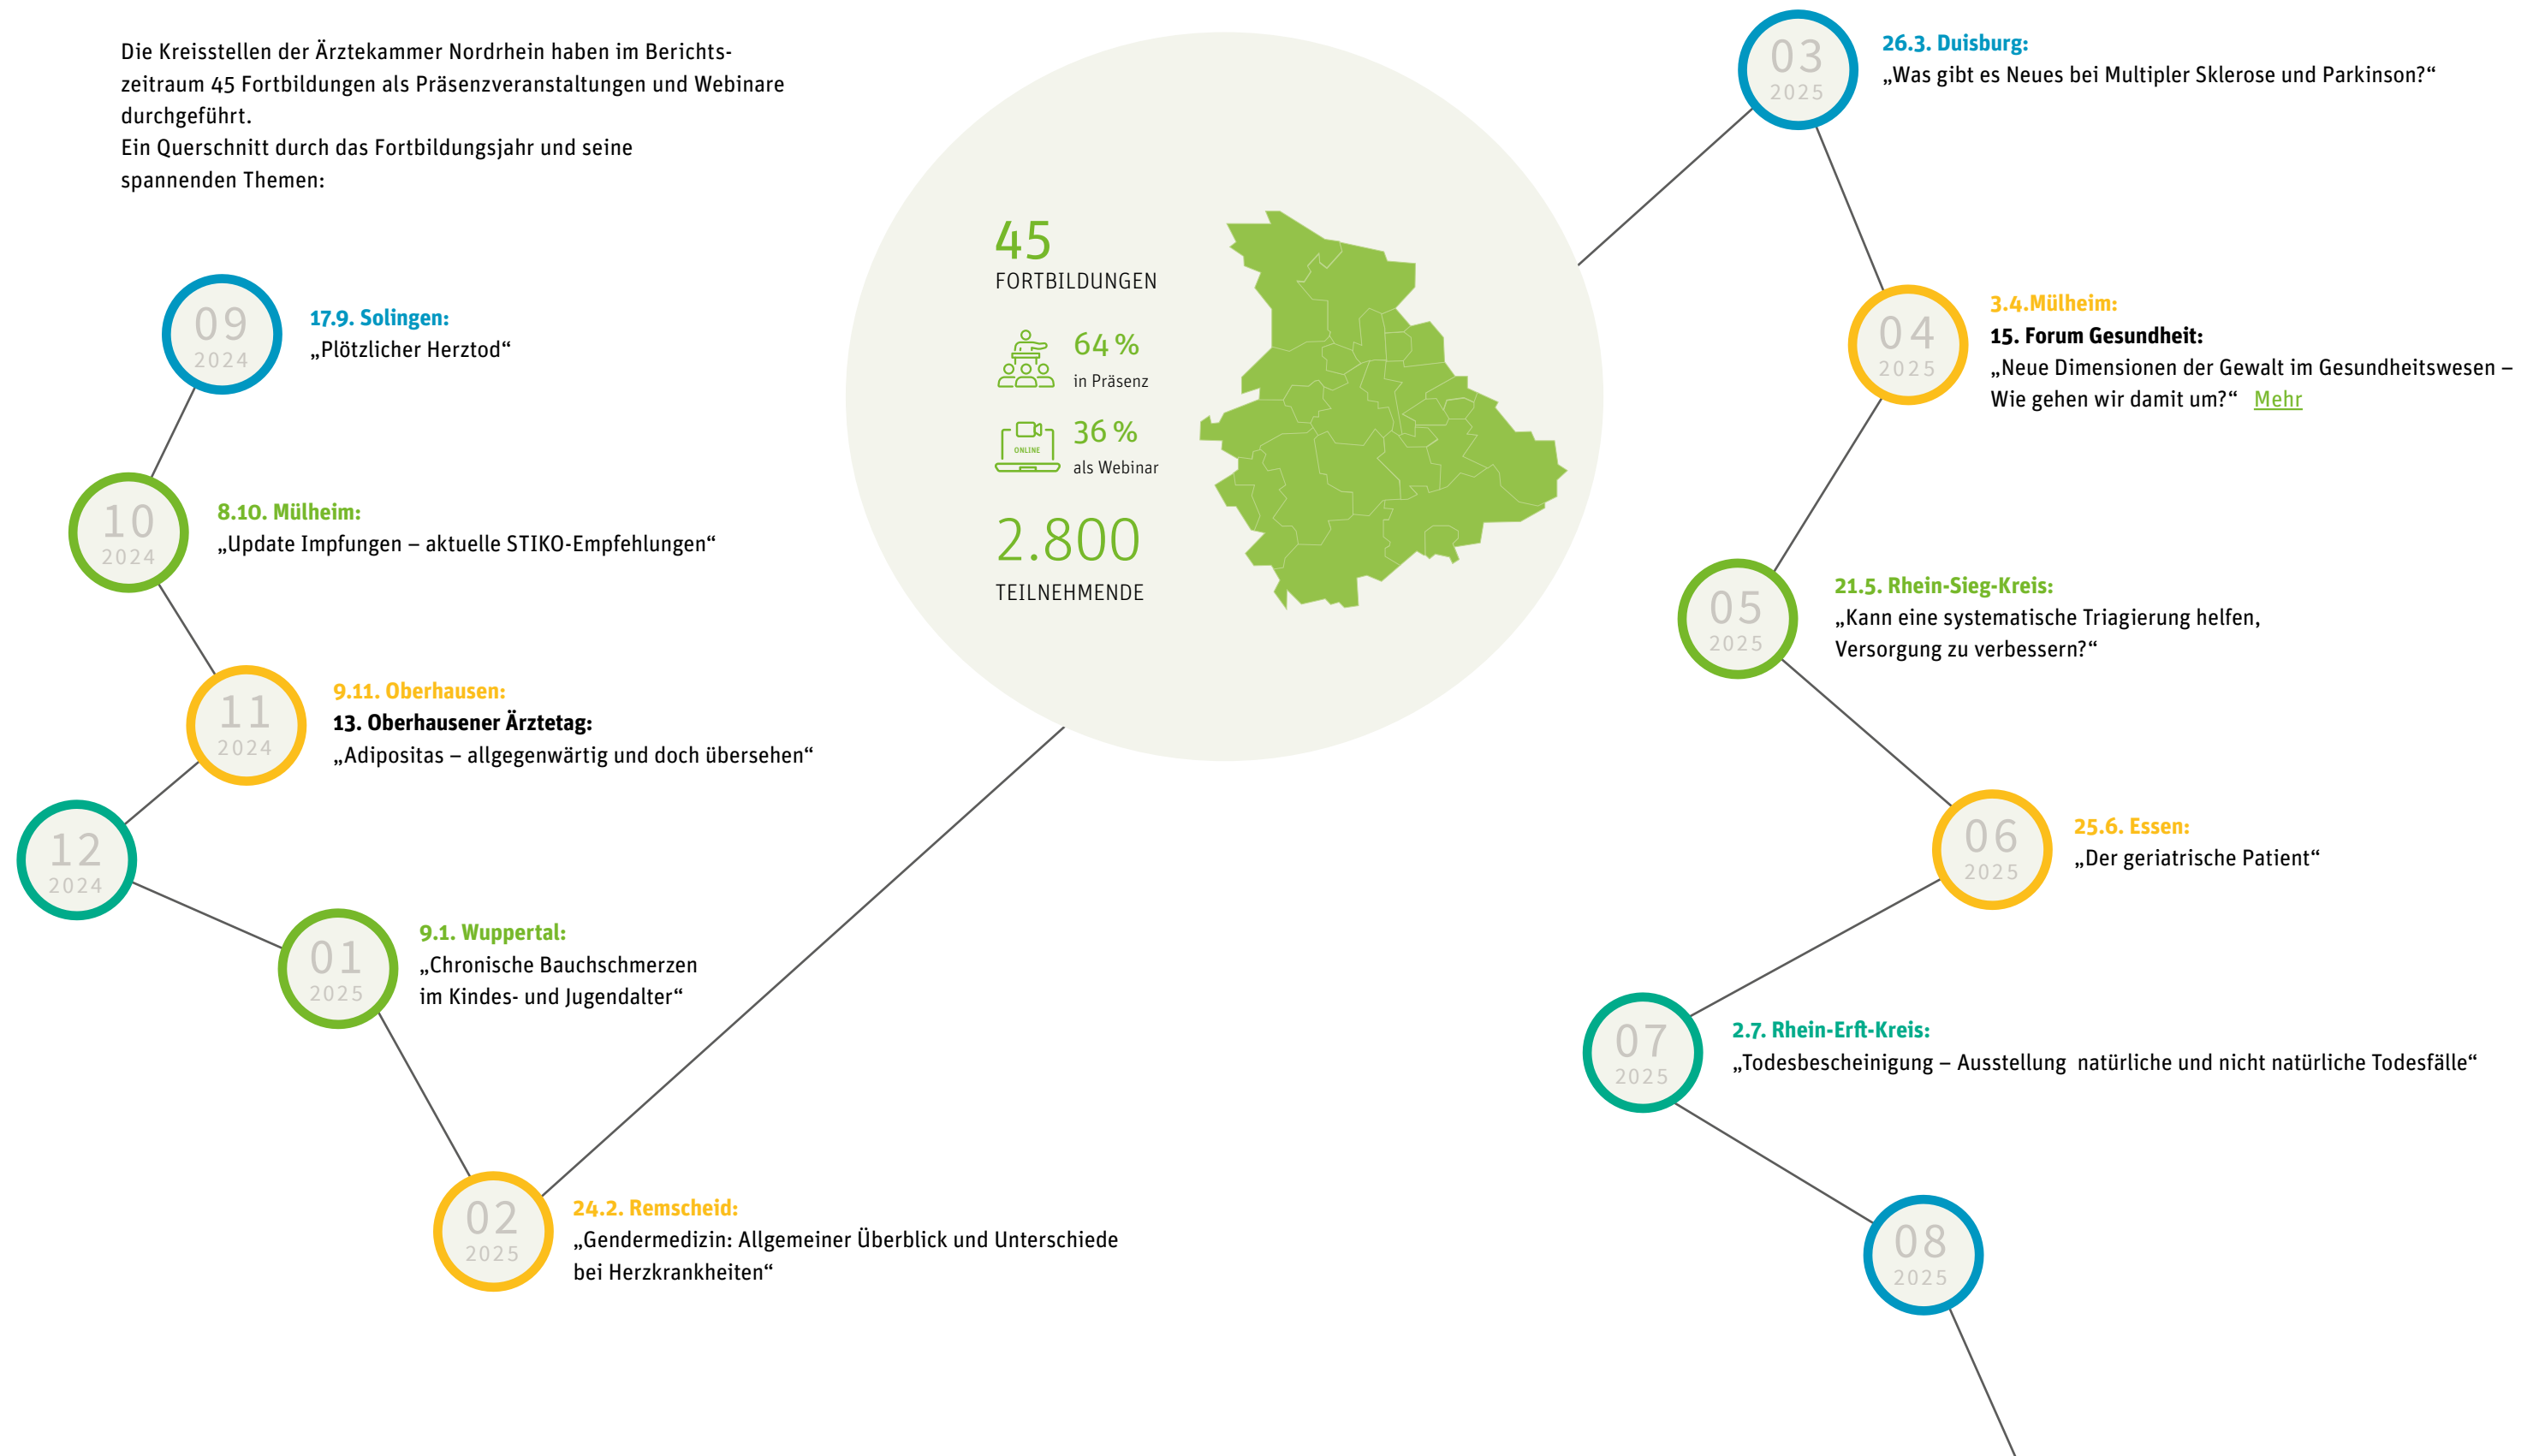 Die Kreisstellen der Ärztekammer Nordrhein haben im Berichts-
zeitraum 45 Fortbildungen als Präsenzveranstaltungen und Webinare
durchgeführt.
Ein Querschnitt durch das Fortbildungsjahr und seine
spannenden Themen:
09
2024
17.9. Solingen:
„Plötzlicher Herztod“
10
2024
8.10. Mülheim:
„Update Impfungen – aktuelle STIKO-Empfehlungen“
11
2024
9.11. Oberhausen:
13. Oberhausener Ärztetag:
„Adipositas – allgegenwärtig und doch übersehen“
12
2024
01
2025
9.1. Wuppertal:
„Chronische Bauchschmerzen
im Kindes- und Jugendalter“
02
2025
24.2. Remscheid:
„Gendermedizin: Allgemeiner Überblick und Unterschiede
bei Herzkrankheiten“
45
FORTBILDUNGEN
64 %
in Präsenz
ONLINE
36 %
als Webinar
2.800
TEILNEHMENDE
03
2025
26.3. Duisburg:
„Was gibt es Neues bei Multipler Sklerose und Parkinson?“
04
2025
3.4.Mülheim:
15. Forum Gesundheit:
„Neue Dimensionen der Gewalt im Gesundheitswesen –
Wie gehen wir damit um?“ Mehr
05
2025
21.5. Rhein-Sieg-Kreis:
„Kann eine systematische Triagierung helfen,
Versorgung zu verbessern?“
06
2025
25.6. Essen:
„Der geriatrische Patient“
07
2025
2.7. Rhein-Erft-Kreis:
„Todesbescheinigung – Ausstellung  natürliche und nicht natürliche Todesfälle“
08
2025